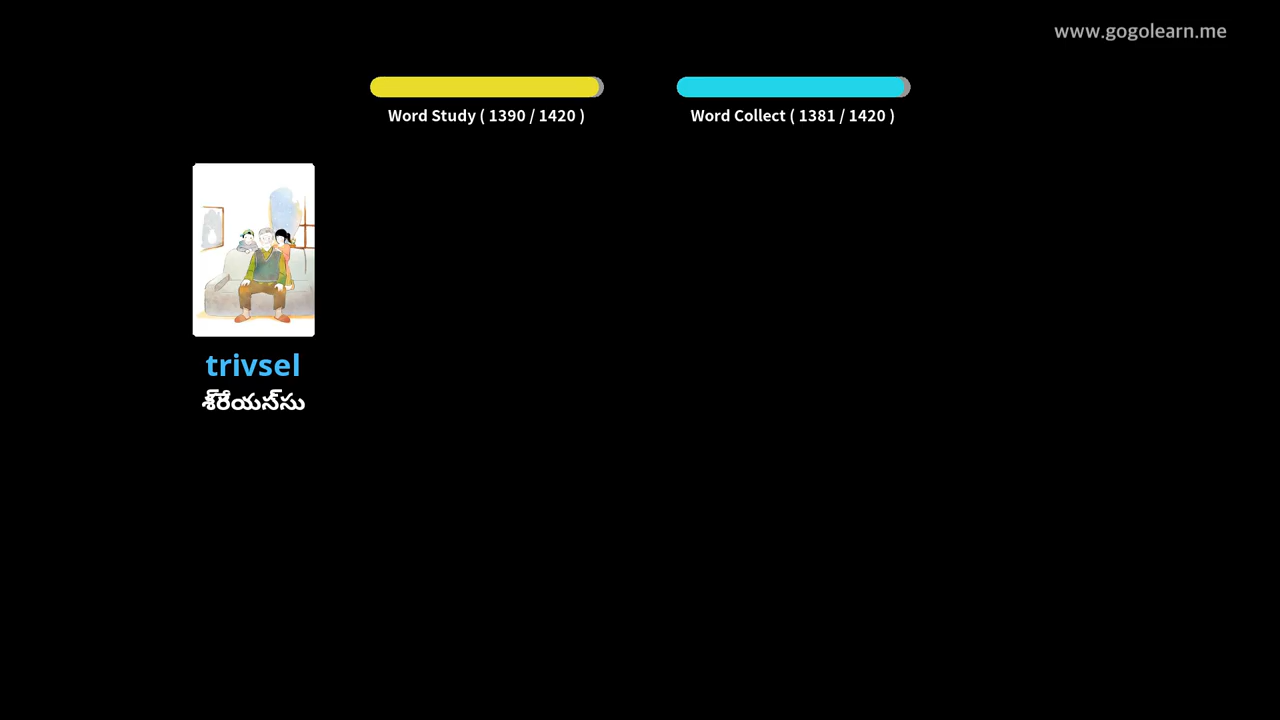 www.gogolearn.me
Word Study ( 1390 / 1420 )
Word Collect ( 1381 / 1420 )
trivsel
శ్రేయస్సు